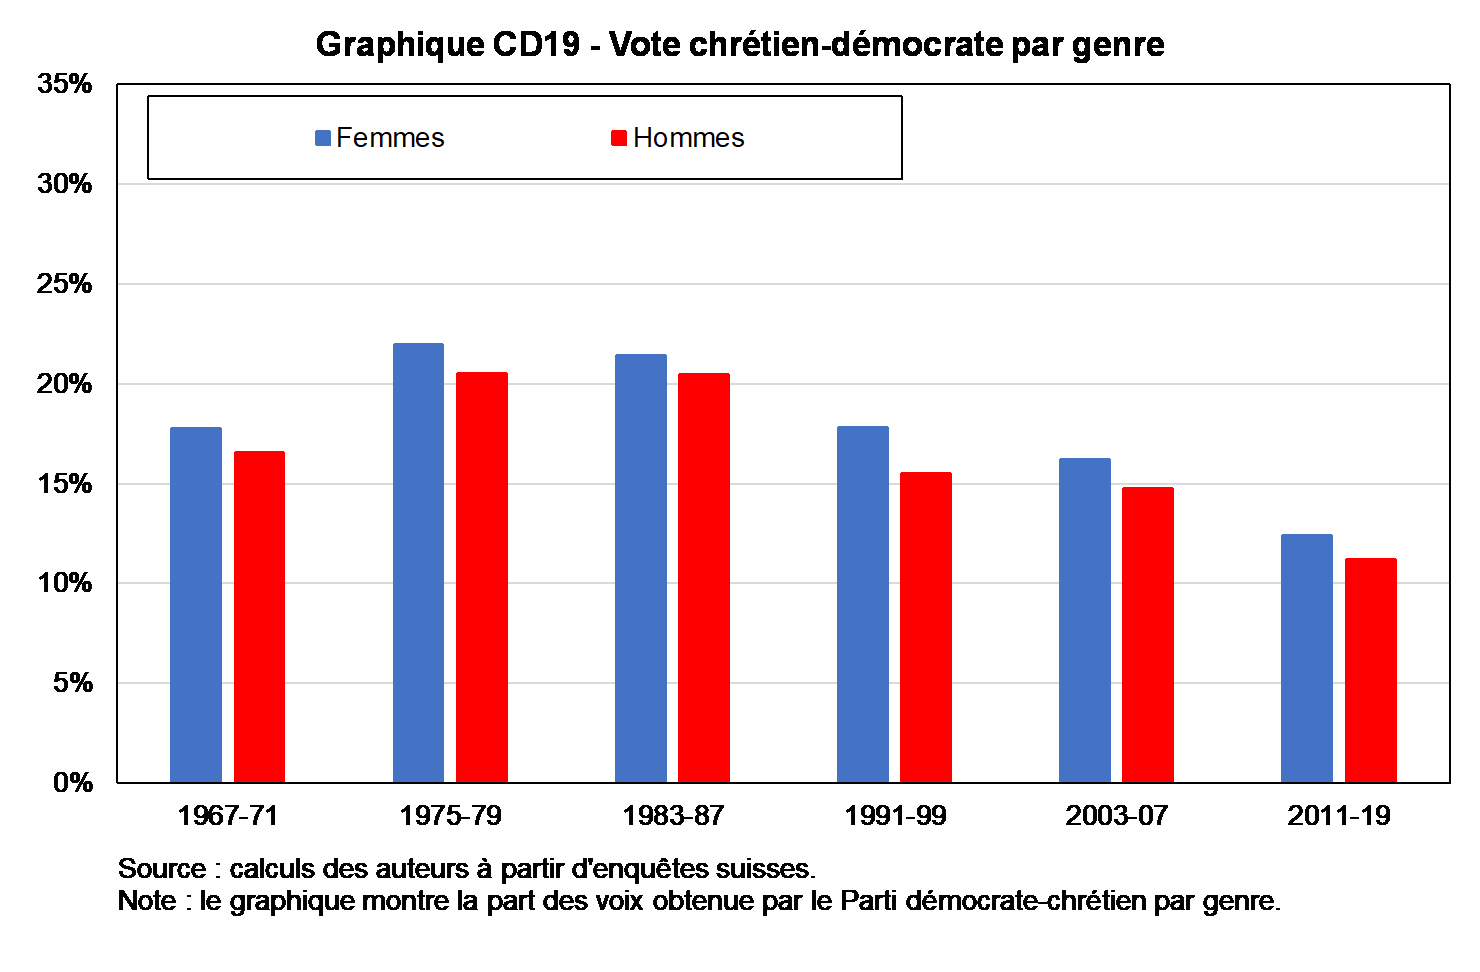 Graphique CD19 - Vote chrétien-démocrate par genre
35%
Femmes Hommes
30%
25%
20%
15%
10%
5%
0%
1967-71 1975-79 1983-87 1991-99 2003-07 2011-19
Source : calculs des auteurs à partir d'enquêtes suisses.
Note : le graphique montre la part des voix obtenue par le Parti démocrate-chrétien par genre.